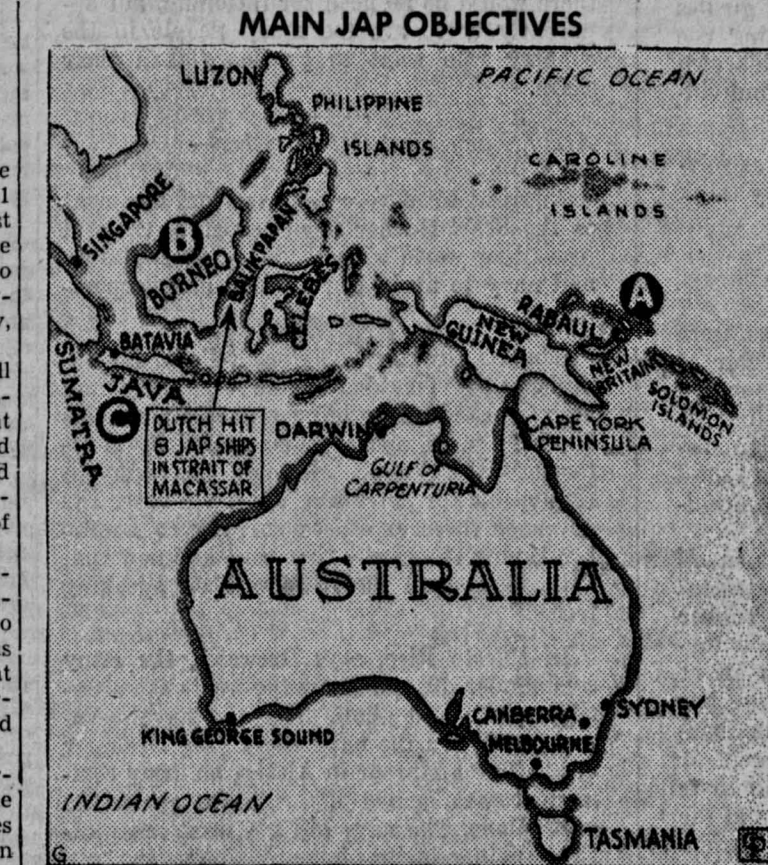 MAIN JAP OBJECTIVES
LUZON
PACIFIC OCEAN
PHILIPPINE
ISLANDS
CAROLINE
ISLANDS
SINGAPORE
B
BORNEO
BALIKPAPAN
CELEBES
A
RABAUL
NEW
GUINEA
NEW
BRITAIN
SOLOMON
ISLANDS
BATAVIA
JAVA
SUMATRA
C
DUTCH HIT
8 JAP SHIPS
IN STRAIT OF
MACASSAR
DARWIN
GULF OF
CARPENTURIA
CAPE YORK
PENINSULA
AUSTRALIA
KING GEORGE SOUND
CANBERRA
SYDNEY
MELBOURNE
INDIAN OCEAN
TASMANIA
G